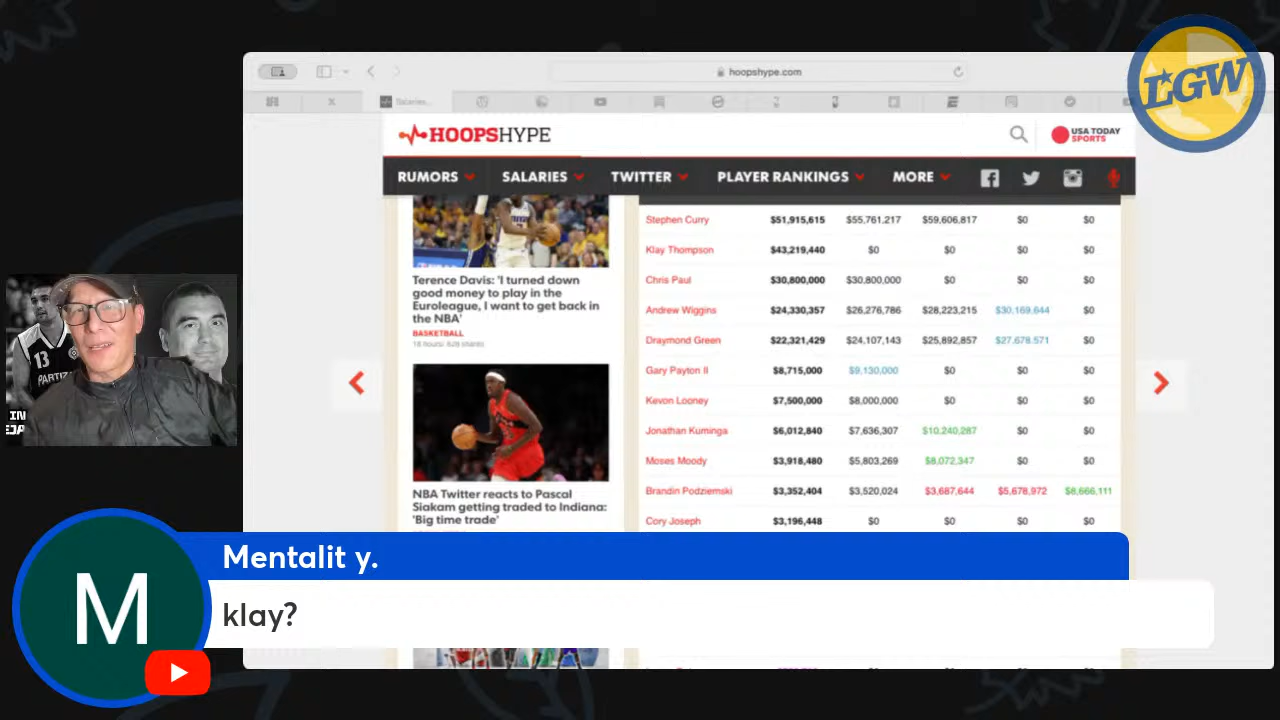 LGW
hoopshype.com
Salaries...
HOOPSHYPE
USA TODAY
SPORTS
RUMORS
SALARIES
TWITTER
PLAYER RANKINGS
MORE
Terence Davis: 'I turned down
good money to play in the
Euroleague, I want to get back in
the NBA'
BASKETBALL
NBA Twitter reacts to Pascal
Siakam getting traded to Indiana:
'Big time trade'
Stephen Curry $51,915,615 $55,761,217 $59,606,817 $0 $0
Klay Thompson $43,219,440 $0 $0 $0 $0
Chris Paul $30,800,000 $30,800,000 $0 $0 $0
Andrew Wiggins $24,330,357 $26,276,786 $28,223,215 $30,169,644 $0
Draymond Green $22,321,429 $24,107,143 $25,892,857 $27,678,571 $0
Gary Payton II $8,715,000 $9,130,000 $0 $0 $0
Kevon Looney $7,500,000 $8,000,000 $0 $0 $0
Jonathan Kuminga $6,012,840 $7,636,307 $10,240,287 $0 $0
Moses Moody $3,918,480 $5,803,269 $8,072,347 $0 $0
Brandin Podziemski $3,352,404 $3,520,024 $3,687,644 $5,678,972 $8,666,111
Cory Joseph $3,196,448 $0 $0 $0 $0
13
PARTIZ
IN
EJA
M
Mentalit y.
klay?